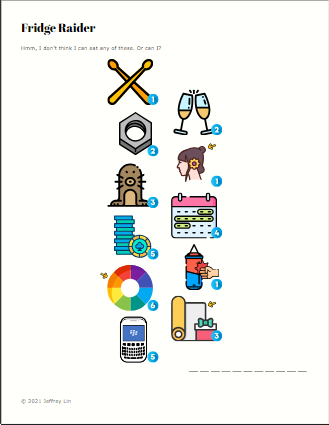 Fridge Raider
Hmm, I don't think I can eat any of these. Or can I?
1
2
2
1
3
4
5
1
6
3
BlackBerry
5
© 2021 Jeffrey Lin